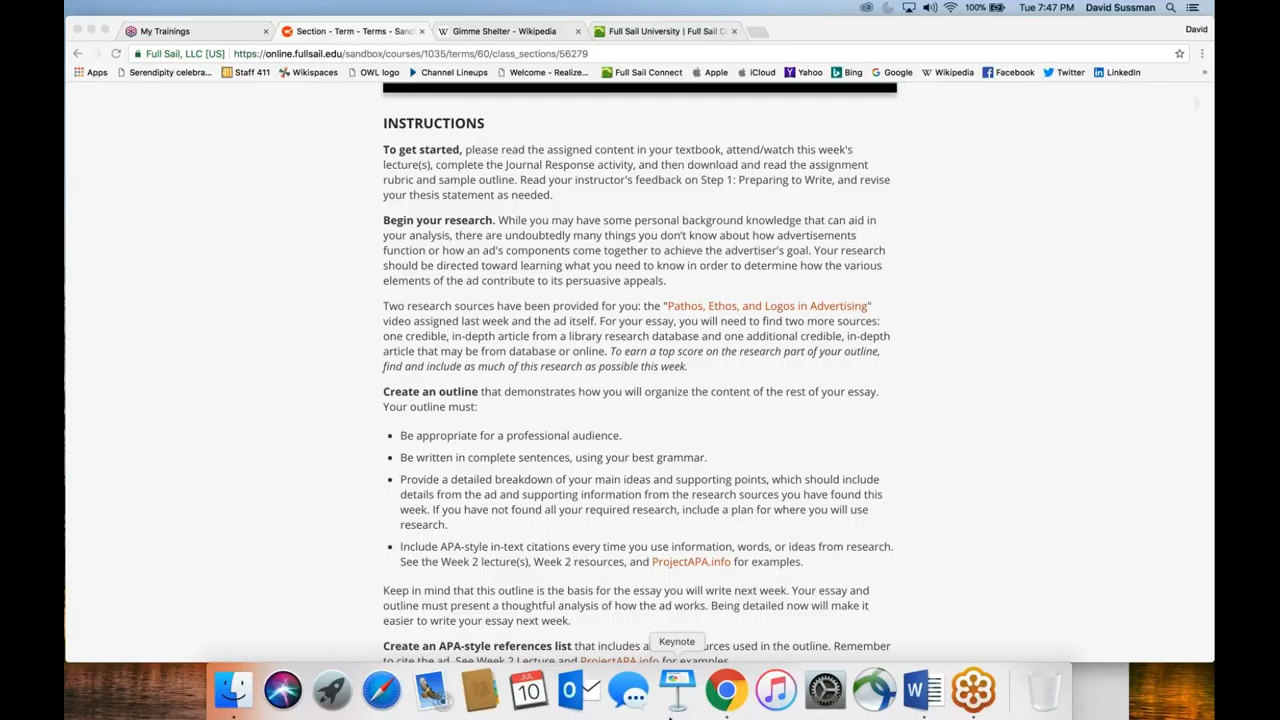 100% Tue 7:47 PM David Sussman
My Trainings × Section - Term - Terms - Sand × Gimme Shelter - Wikipedia × Full Sail University | Full Sail C × David
Full Sail, LLC [US] https://online.fullsail.edu/sandbox/courses/1035/terms/60/class_sections/56279
Apps Serendipity celebra... Staff 411 Wikispaces OWL logo Channel Lineups Welcome - Realize... Full Sail Connect Apple iCloud Yahoo Bing Google Wikipedia Facebook Twitter LinkedIn »
INSTRUCTIONS
To get started, please read the assigned content in your textbook, attend/watch this week's
lecture(s), complete the Journal Response activity, and then download and read the assignment
rubric and sample outline. Read your instructor's feedback on Step 1: Preparing to Write, and revise
your thesis statement as needed.
Begin your research. While you may have some personal background knowledge that can aid in
your analysis, there are undoubtedly many things you don't know about how advertisements
function or how an ad's components come together to achieve the advertiser's goal. Your research
should be directed toward learning what you need to know in order to determine how the various
elements of the ad contribute to its persuasive appeals.
Two research sources have been provided for you: the "Pathos, Ethos, and Logos in Advertising"
video assigned last week and the ad itself. For your essay, you will need to find two more sources:
one credible, in-depth article from a library research database and one additional credible, in-depth
article that may be from database or online. To earn a top score on the research part of your outline,
find and include as much of this research as possible this week.
Create an outline that demonstrates how you will organize the content of the rest of your essay.
Your outline must:
• Be appropriate for a professional audience.
• Be written in complete sentences, using your best grammar.
• Provide a detailed breakdown of your main ideas and supporting points, which should include
details from the ad and supporting information from the research sources you have found this
week. If you have not found all your required research, include a plan for where you will use
research.
• Include APA-style in-text citations every time you use information, words, or ideas from research.
See the Week 2 lecture(s), Week 2 resources, and ProjectAPA.info for examples.
Keep in mind that this outline is the basis for the essay you will write next week. Your essay and
outline must present a thoughtful analysis of how the ad works. Being detailed now will make it
easier to write your essay next week.
Keynote
Create an APA-style references list that includes a urces used in the outline. Remember
to cite the ad. See Week 2 Lecture and ProjectAPA.info for examples.
JUL
10